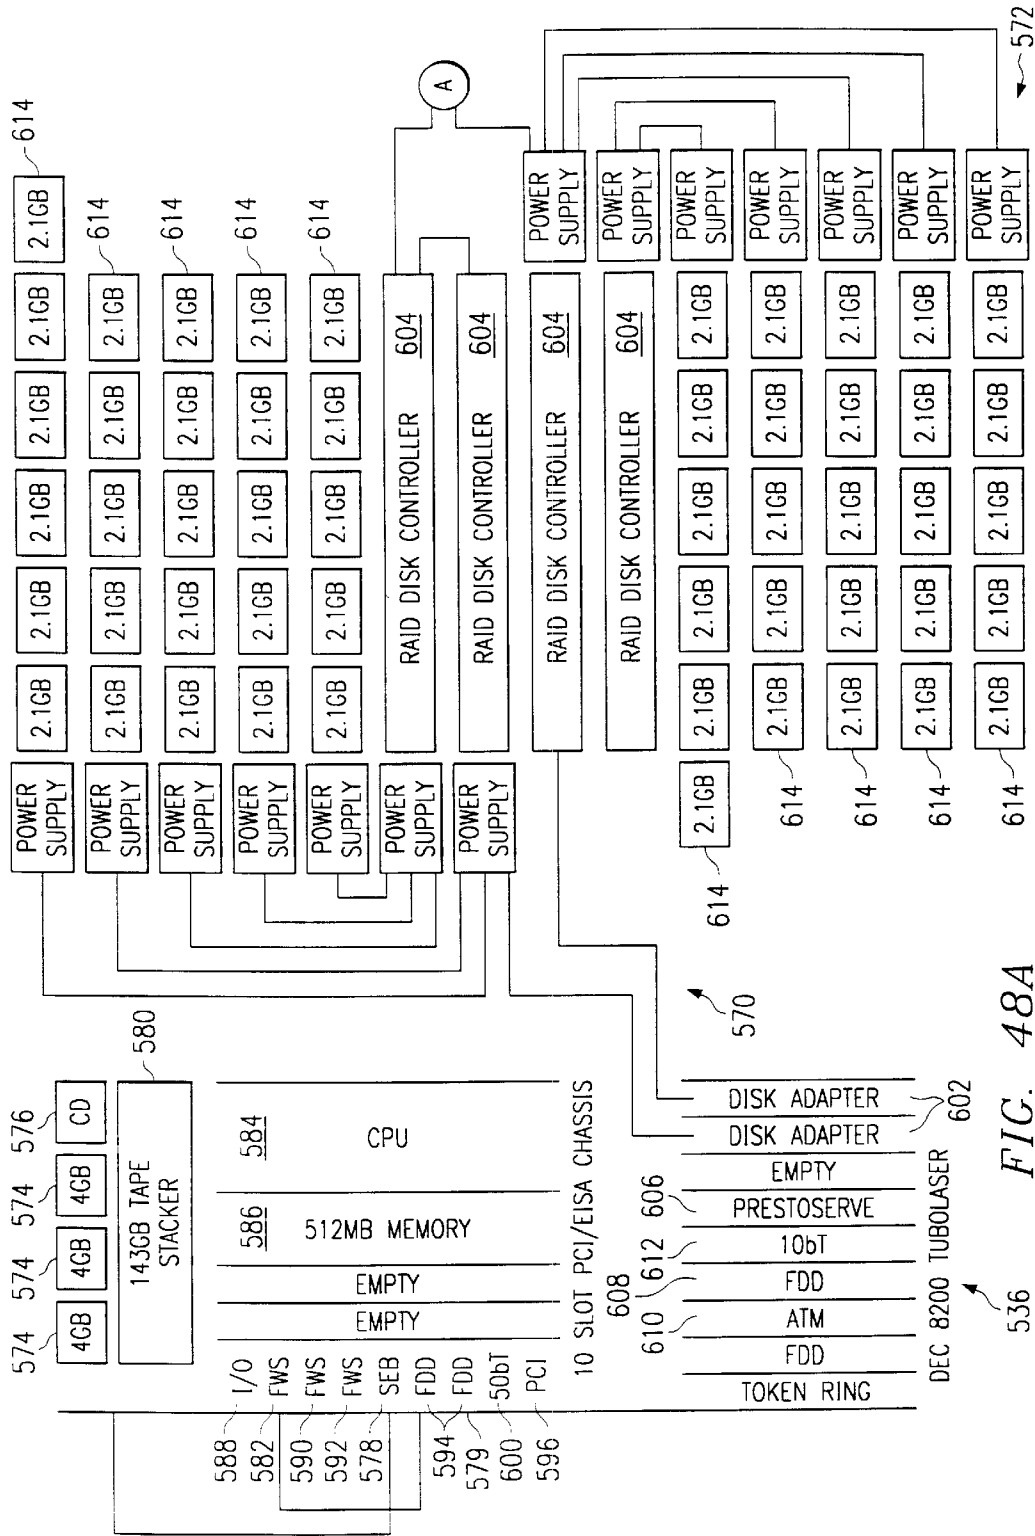 574
574
574
576
4GB
4GB
4GB
CD
580
143GB TAPE
STACKER
588
I/O
582
FWS
590
FWS
592
FWS
578
SEB
594
FDD
FDD
579
600
50bT
596
PCI
EMPTY
EMPTY
586
512MB MEMORY
584
CPU
10 SLOT PCI/EISA CHASSIS
TOKEN RING
FDD
610
ATM
608
FDD
612
10bT
606
PRESTOSERVE
EMPTY
DISK ADAPTER
DISK ADAPTER
602
DEC 8200 TUBOLASER
536
POWER
SUPPLY
2.1GB 2.1GB 2.1GB 2.1GB 2.1GB 2.1GB
614
POWER
SUPPLY
2.1GB 2.1GB 2.1GB 2.1GB 2.1GB
614
POWER
SUPPLY
2.1GB 2.1GB 2.1GB 2.1GB 2.1GB
614
POWER
SUPPLY
2.1GB 2.1GB 2.1GB 2.1GB 2.1GB
614
POWER
SUPPLY
2.1GB 2.1GB 2.1GB 2.1GB 2.1GB
614
POWER
SUPPLY
RAID DISK CONTROLLER 604
A
POWER
SUPPLY
RAID DISK CONTROLLER 604
RAID DISK CONTROLLER 604
POWER
SUPPLY
RAID DISK CONTROLLER 604
POWER
SUPPLY
614
2.1GB 2.1GB 2.1GB 2.1GB 2.1GB 2.1GB
POWER
SUPPLY
614
2.1GB 2.1GB 2.1GB 2.1GB 2.1GB
POWER
SUPPLY
614
2.1GB 2.1GB 2.1GB 2.1GB 2.1GB
POWER
SUPPLY
614
2.1GB 2.1GB 2.1GB 2.1GB 2.1GB
POWER
SUPPLY
614
2.1GB 2.1GB 2.1GB 2.1GB 2.1GB
POWER
SUPPLY
570
572
FIG. 48A